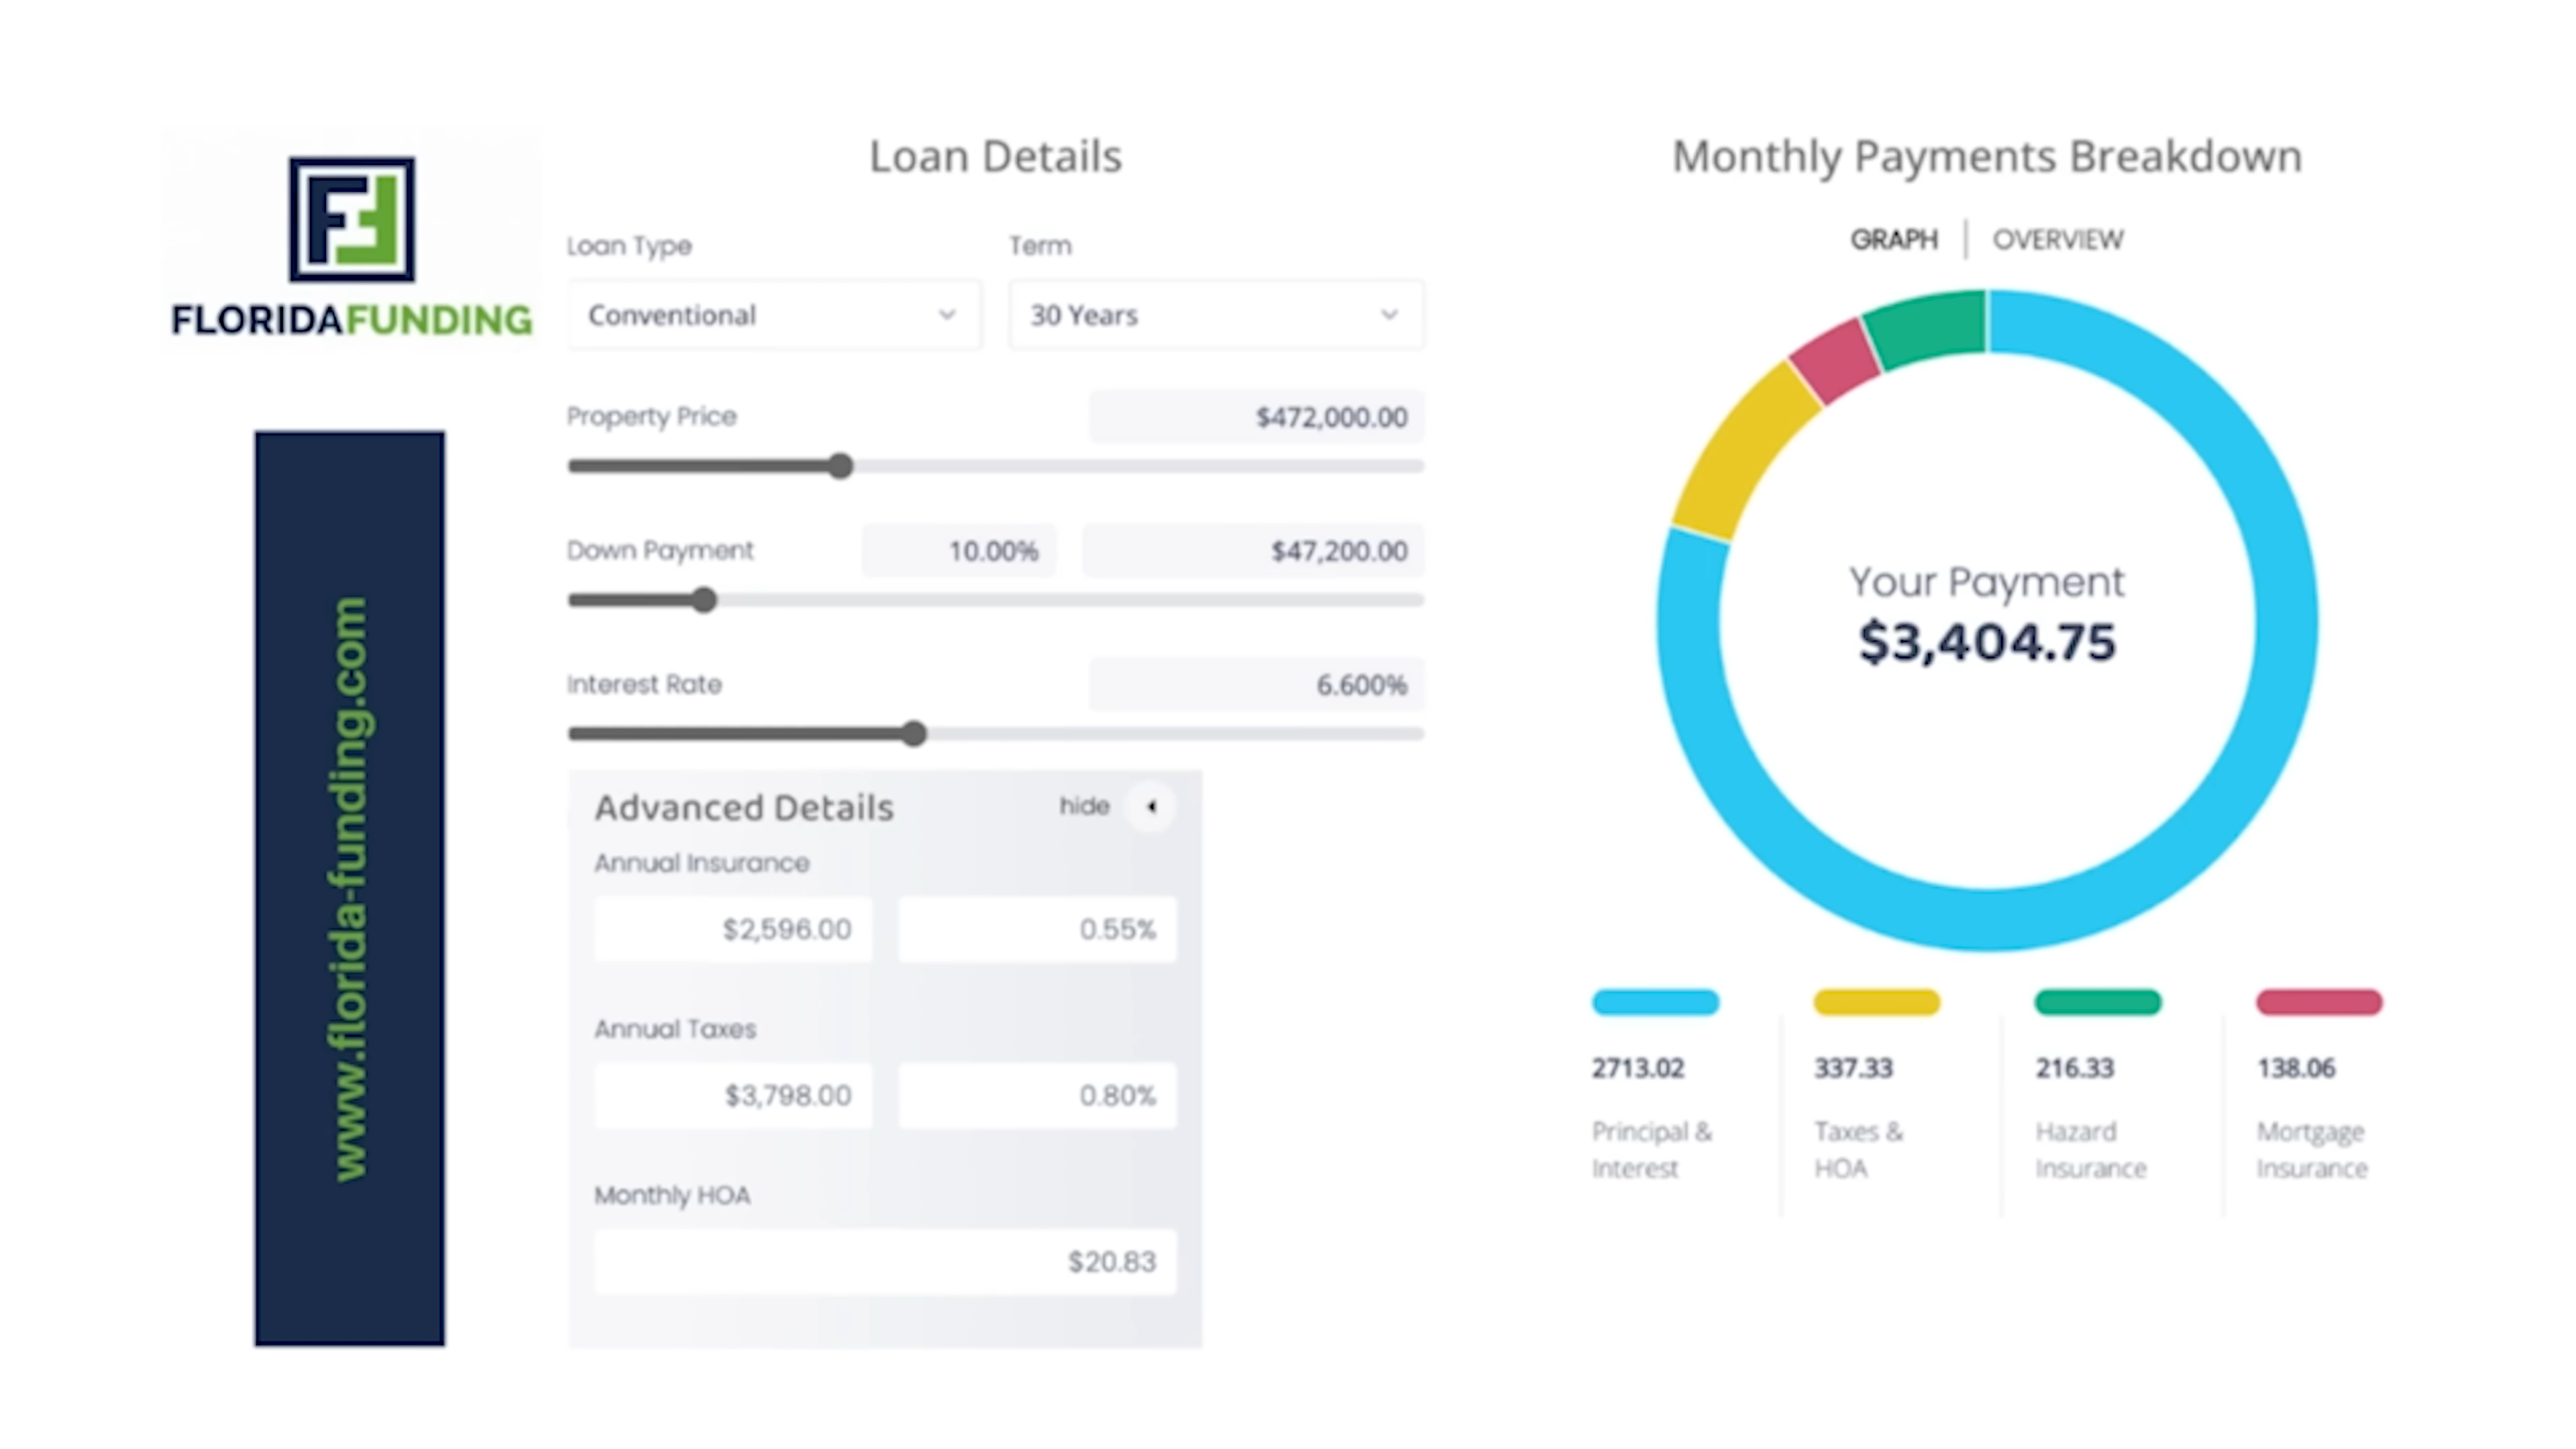 FLORIDAFUNDING
www.florida-funding.com
Loan Details
Loan Type
Term
Conventional
30 Years
Property Price
$472,000.00
Down Payment
10.00%
$47,200.00
Interest Rate
6.600%
Advanced Details
hide
Annual Insurance
$2,596.00
0.55%
Annual Taxes
$3,798.00
0.80%
Monthly HOA
$20.83
Monthly Payments Breakdown
GRAPH
OVERVIEW
Your Payment
$3,404.75
2713.02
Principal &
Interest
337.33
Taxes &
HOA
216.33
Hazard
Insurance
138.06
Mortgage
Insurance